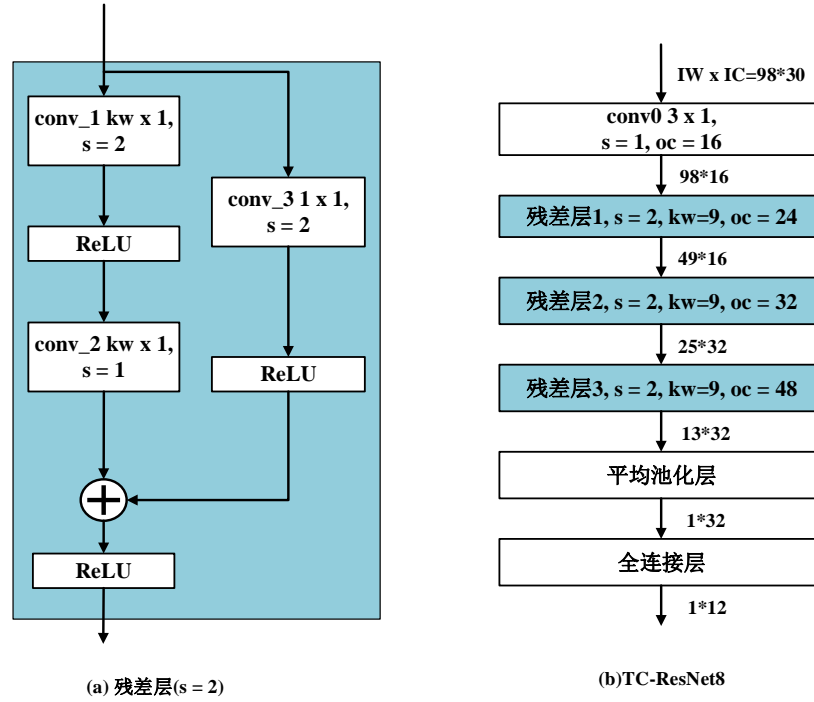 conv_1 kw x 1,
s = 2
ReLU
conv_2 kw x 1,
s = 1
conv_3 1 x 1,
s = 2
ReLU
ReLU
(a) 残差层(s = 2)
IW x IC=98*30
conv0 3 x 1,
s = 1, oc = 16
98*16
残差层1, s = 2, kw=9, oc = 24
49*16
残差层2, s = 2, kw=9, oc = 32
25*32
残差层3, s = 2, kw=9, oc = 48
13*32
平均池化层
1*32
全连接层
1*12
(b)TC-ResNet8